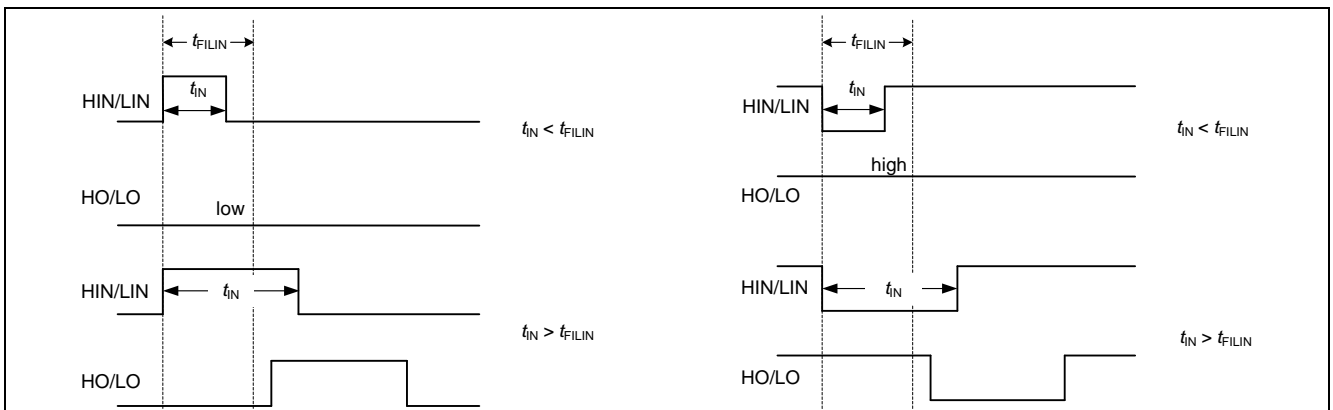 tFILIN
HIN/LIN
tIN
tIN < tFILIN
HO/LO
low
HIN/LIN
tIN
tIN > tFILIN
HO/LO
tFILIN
HIN/LIN
tIN
tIN < tFILIN
high
HO/LO
HIN/LIN
tIN
tIN > tFILIN
HO/LO